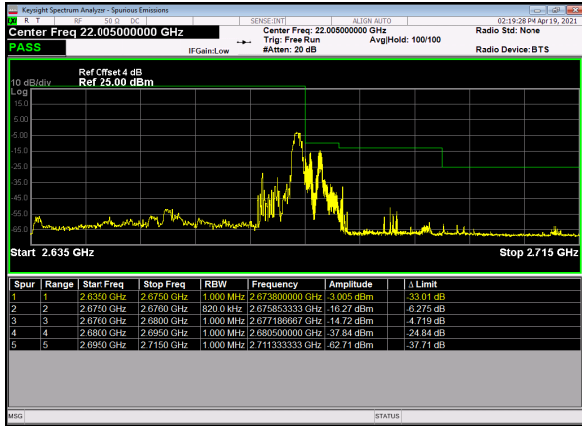 Keysight Spectrum Analyzer - Spurious Emissions
R T RF 50 Ω DC SENSE:INT ALIGN AUTO 02:19:28 PM Apr 19, 2021
Center Freq 22.005000000 GHz Center Freq: 22.005000000 GHz Radio Std: None
Trig: Free Run Avg|Hold: 100/100
PASS IFGain:Low #Atten: 20 dB Radio Device: BTS
Ref Offset 4 dB
10 dB/div Ref 25.00 dBm
Log
15.0
5.00
-5.00
-15.0
-25.0
-35.0
-45.0
-55.0
-65.0
Start 2.635 GHz Stop 2.715 GHz
Spur Range Start Freq Stop Freq RBW Frequency Amplitude Δ Limit
1 1 2.6350 GHz 2.6750 GHz 1.000 MHz 2.673800000 GHz -3.005 dBm -33.01 dB
2 2 2.6750 GHz 2.6760 GHz 820.0 kHz 2.675853333 GHz -16.27 dBm -6.275 dB
3 3 2.6760 GHz 2.6800 GHz 1.000 MHz 2.677186667 GHz -14.72 dBm -4.719 dB
4 4 2.6800 GHz 2.6950 GHz 1.000 MHz 2.680500000 GHz -37.84 dBm -24.84 dB
5 5 2.6950 GHz 2.7150 GHz 1.000 MHz 2.711333333 GHz -62.71 dBm -37.71 dB
MSG STATUS